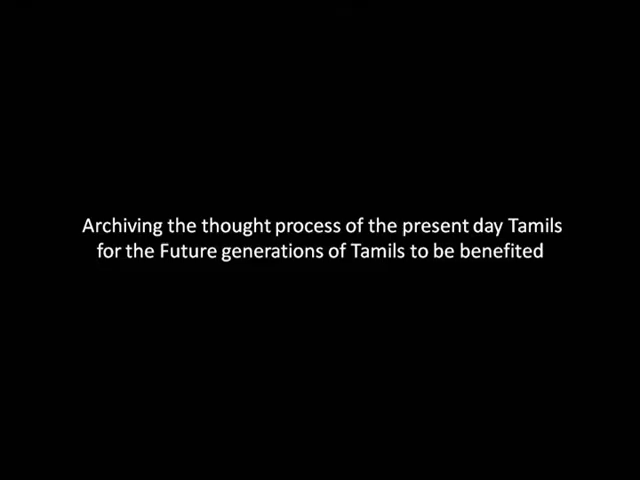 Archiving the thought process of the present day Tamils
for the Future generations of Tamils to be benefited